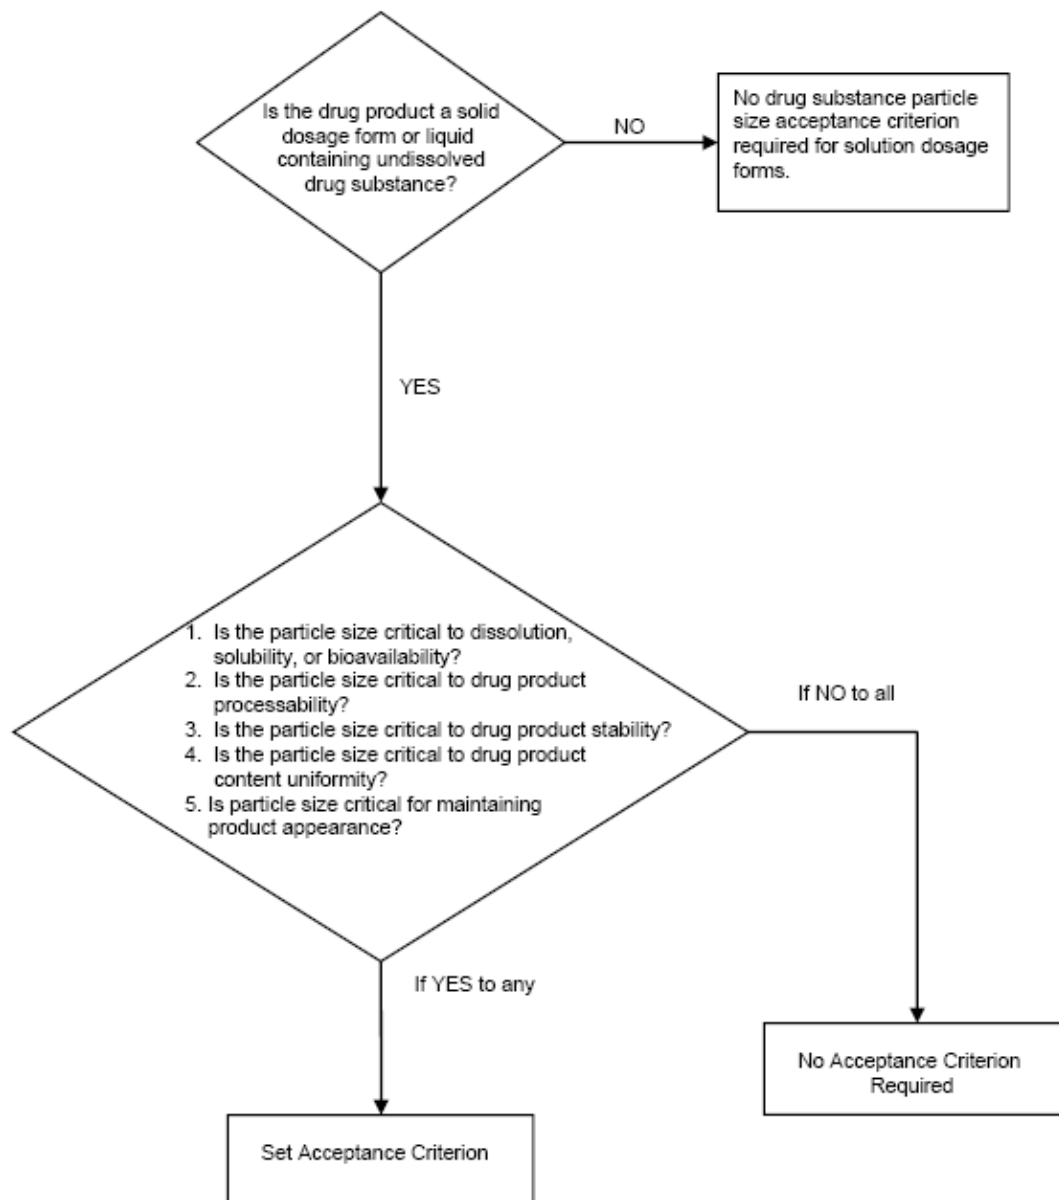 Is the drug product a solid
dosage form or liquid
containing undissolved
drug substance?
NO
No drug substance particle
size acceptance criterion
required for solution dosage
forms.
YES
1. Is the particle size critical to dissolution,
solubility, or bioavailability?
2. Is the particle size critical to drug product
processability?
3. Is the particle size critical to drug product stability?
4. Is the particle size critical to drug product
content uniformity?
5. Is particle size critical for maintaining
product appearance?
If NO to all
If YES to any
No Acceptance Criterion
Required
Set Acceptance Criterion